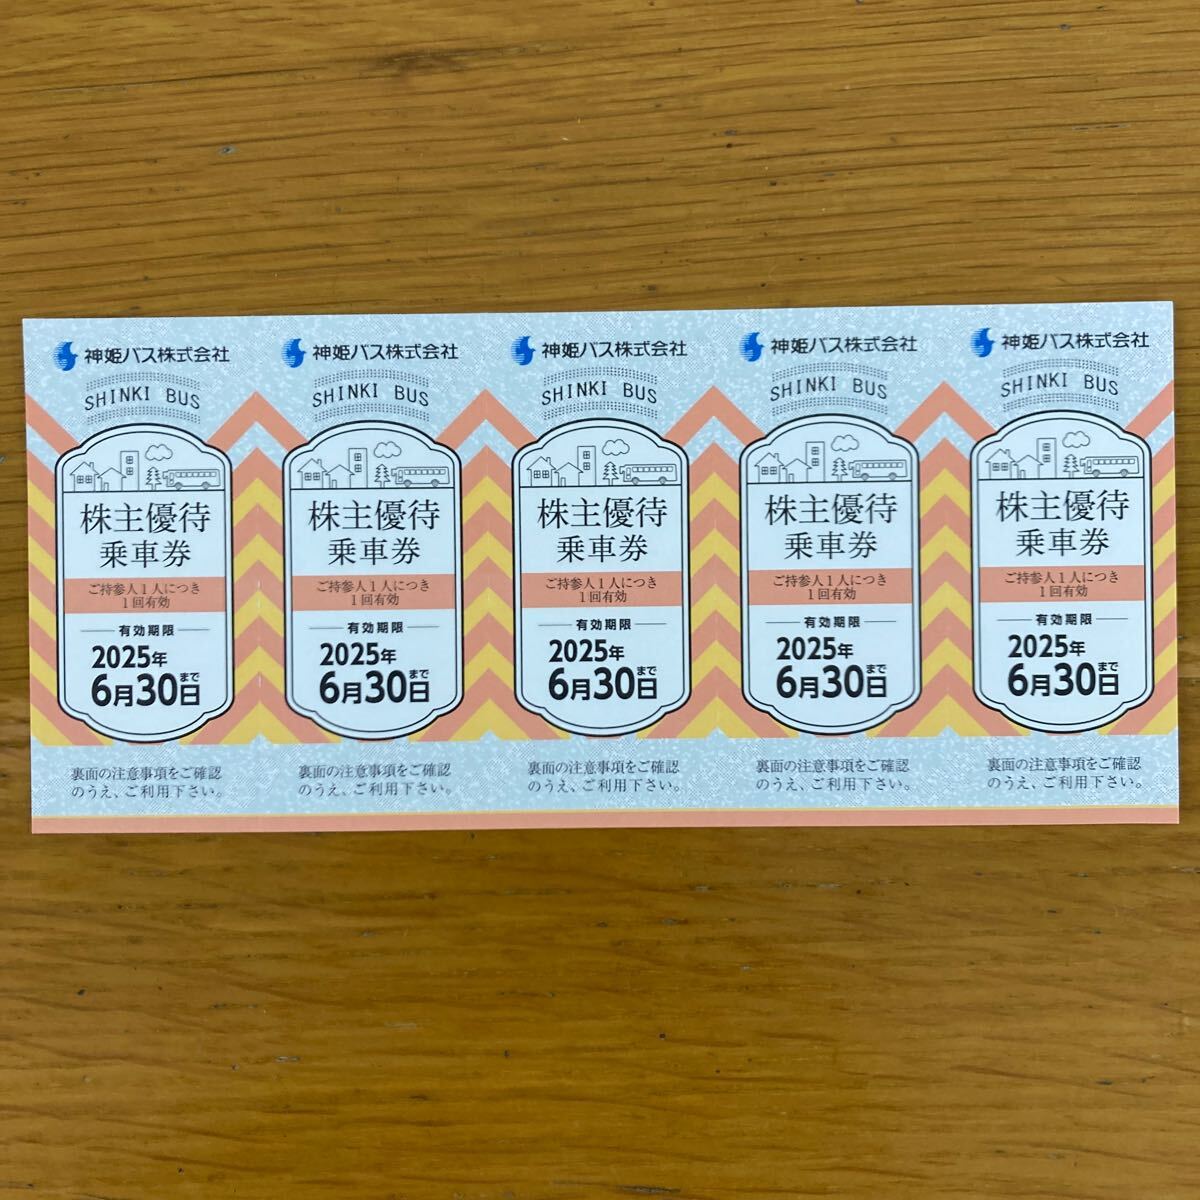 神姫バス株式会社
SHINKI BUS
株主優待
乗車券
ご持参人1人につき
1回有効
有効期限
2025年
6月30日まで
裏面の注意事項をご確認
のうえ、ご利用下さい。
神姫バス株式会社
SHINKI BUS
株主優待
乗車券
ご持参人1人につき
1回有効
有効期限
2025年
6月30日まで
裏面の注意事項をご確認
のうえ、ご利用下さい。
神姫バス株式会社
SHINKI BUS
株主優待
乗車券
ご持参人1人につき
1回有効
有効期限
2025年
6月30日まで
裏面の注意事項をご確認
のうえ、ご利用下さい。
神姫バス株式会社
SHINKI BUS
株主優待
乗車券
ご持参人1人につき
1回有効
有効期限
2025年
6月30日まで
裏面の注意事項をご確認
のうえ、ご利用下さい。
神姫バス株式会社
SHINKI BUS
株主優待
乗車券
ご持参人1人につき
1回有効
有効期限
2025年
6月30日まで
裏面の注意事項をご確認
のうえ、ご利用下さい。